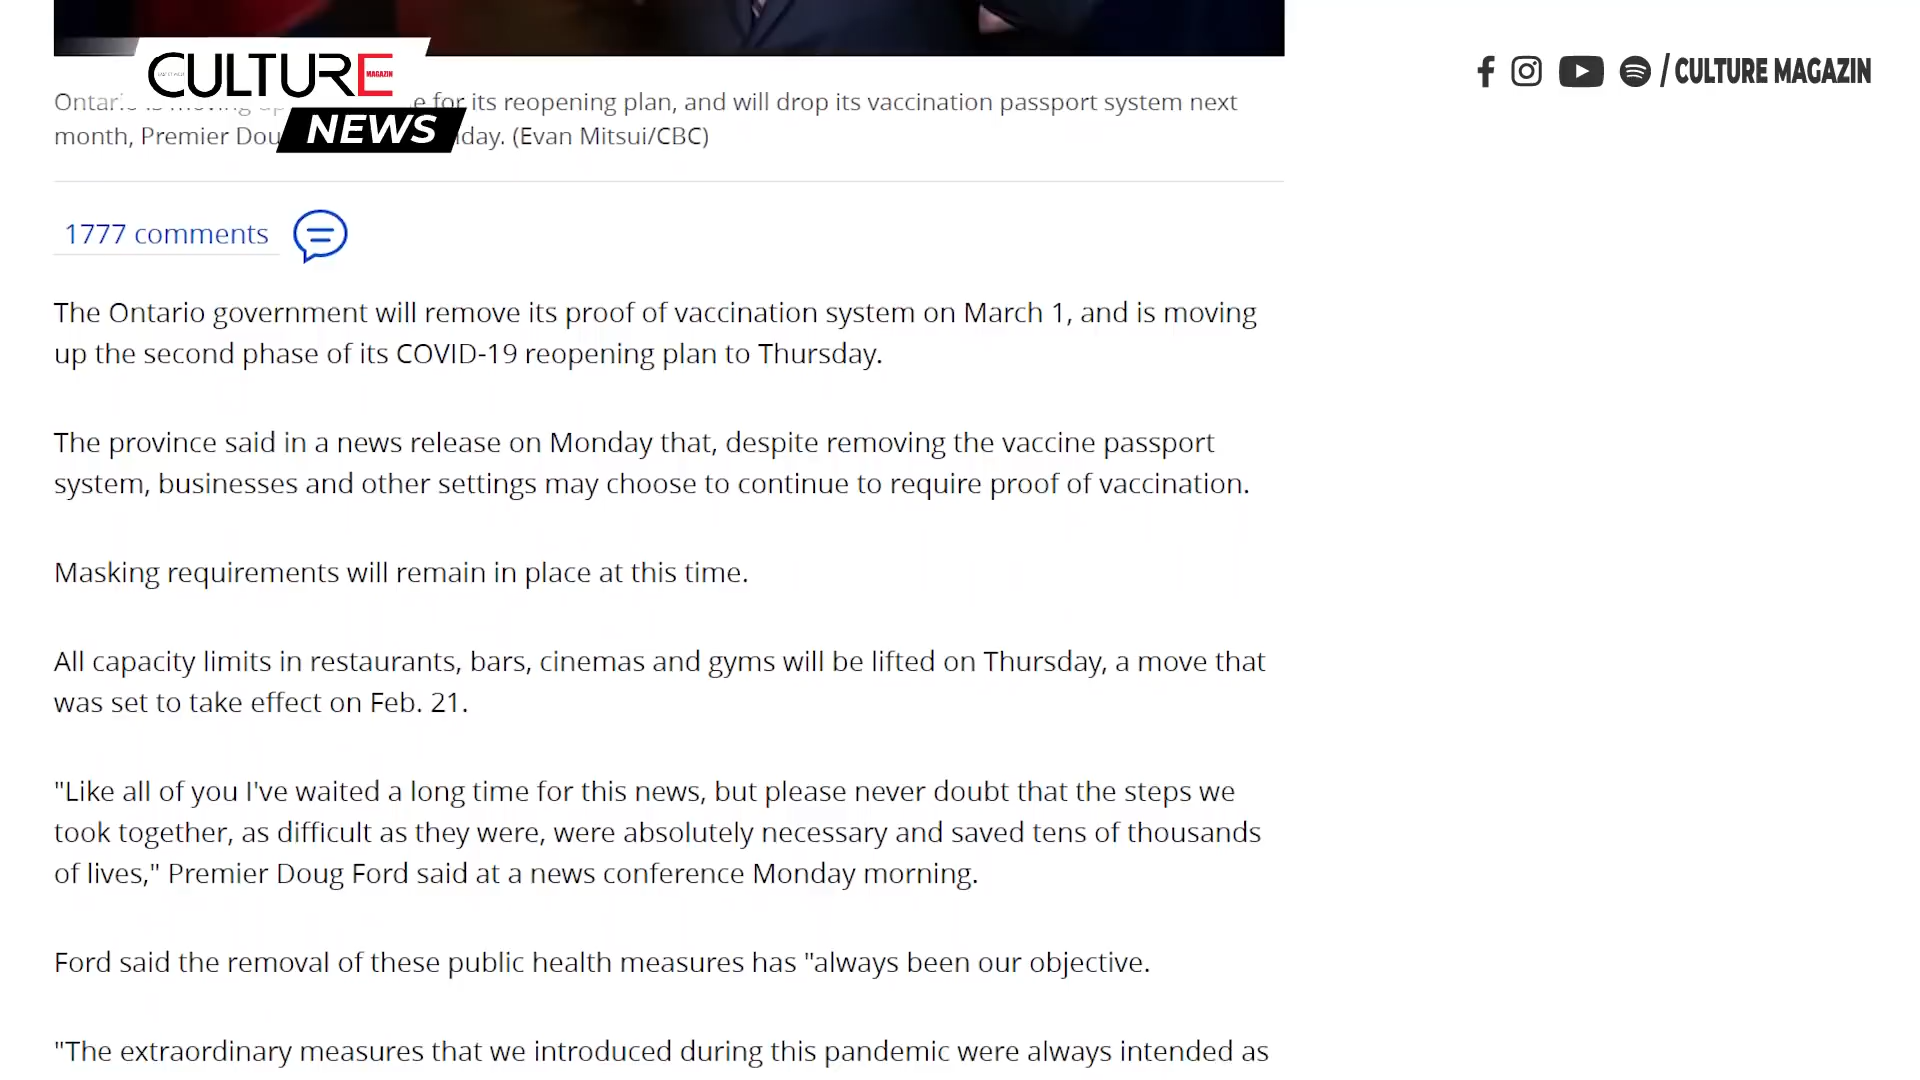 CULTURE
MAGAZIN
NEWS
/ CULTURE MAGAZIN
for its reopening plan, and will drop its vaccination passport system next
month, Premier Dou day. (Evan Mitsui/CBC)
1777 comments
The Ontario government will remove its proof of vaccination system on March 1, and is moving
up the second phase of its COVID-19 reopening plan to Thursday.
The province said in a news release on Monday that, despite removing the vaccine passport
system, businesses and other settings may choose to continue to require proof of vaccination.
Masking requirements will remain in place at this time.
All capacity limits in restaurants, bars, cinemas and gyms will be lifted on Thursday, a move that
was set to take effect on Feb. 21.
"Like all of you I've waited a long time for this news, but please never doubt that the steps we
took together, as difficult as they were, were absolutely necessary and saved tens of thousands
of lives," Premier Doug Ford said at a news conference Monday morning.
Ford said the removal of these public health measures has "always been our objective.
"The extraordinary measures that we introduced during this pandemic were always intended as